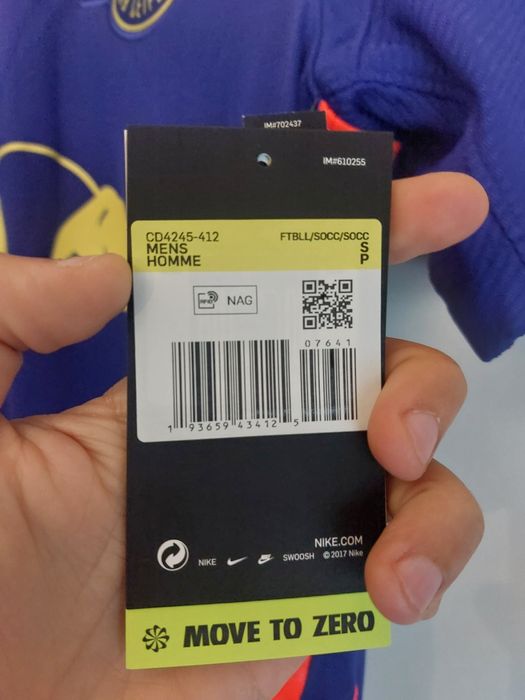 IM#702437
IM#610255
CD4245-412 FTBLL/SOCC/SOCC
MENS S
HOMME P
RFID NAG
07641
1 93659 43412 5
NIKE.COM
NIKE SWOOSH ©2017 Nike
MOVE TO ZERO